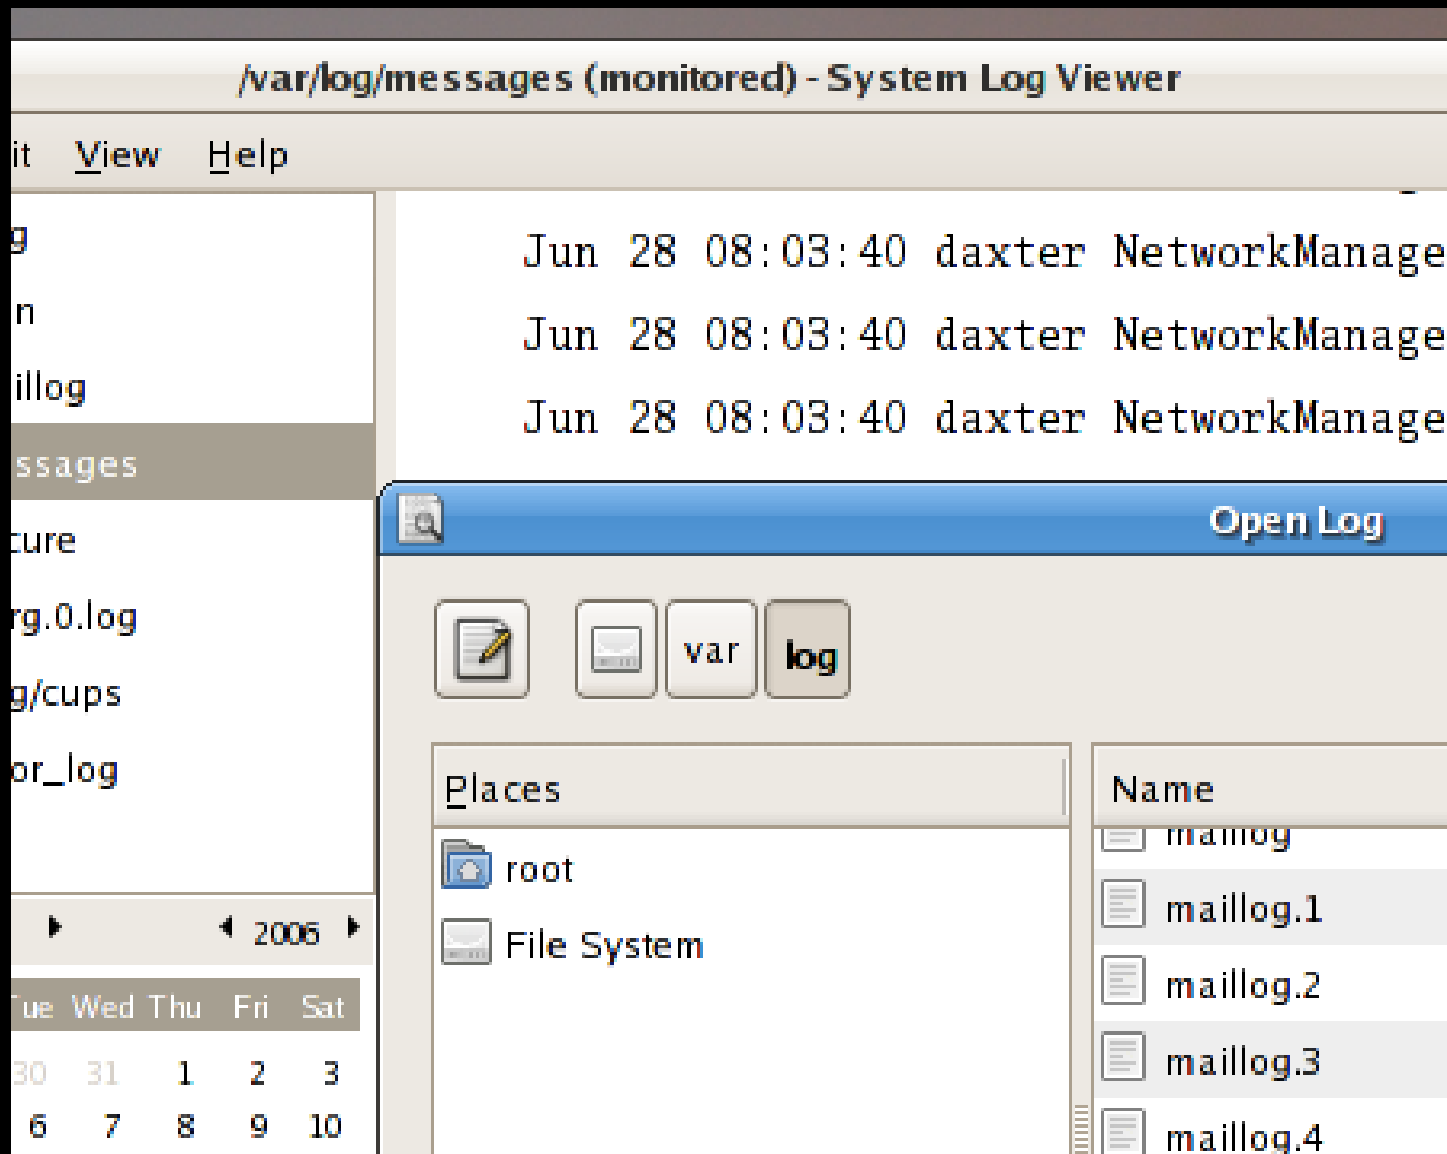 /var/log/messages (monitored) - System Log Viewer
it View Help
g
n
illog
ssages
cure
rg.0.log
g/cups
or_log
2006
Tue Wed Thu Fri Sat
30 31 1 2 3
6 7 8 9 10
Jun 28 08:03:40 daxter NetworkManage
Jun 28 08:03:40 daxter NetworkManage
Jun 28 08:03:40 daxter NetworkManage
Open Log
var log
Places
root
File System
Name
maillog
maillog.1
maillog.2
maillog.3
maillog.4